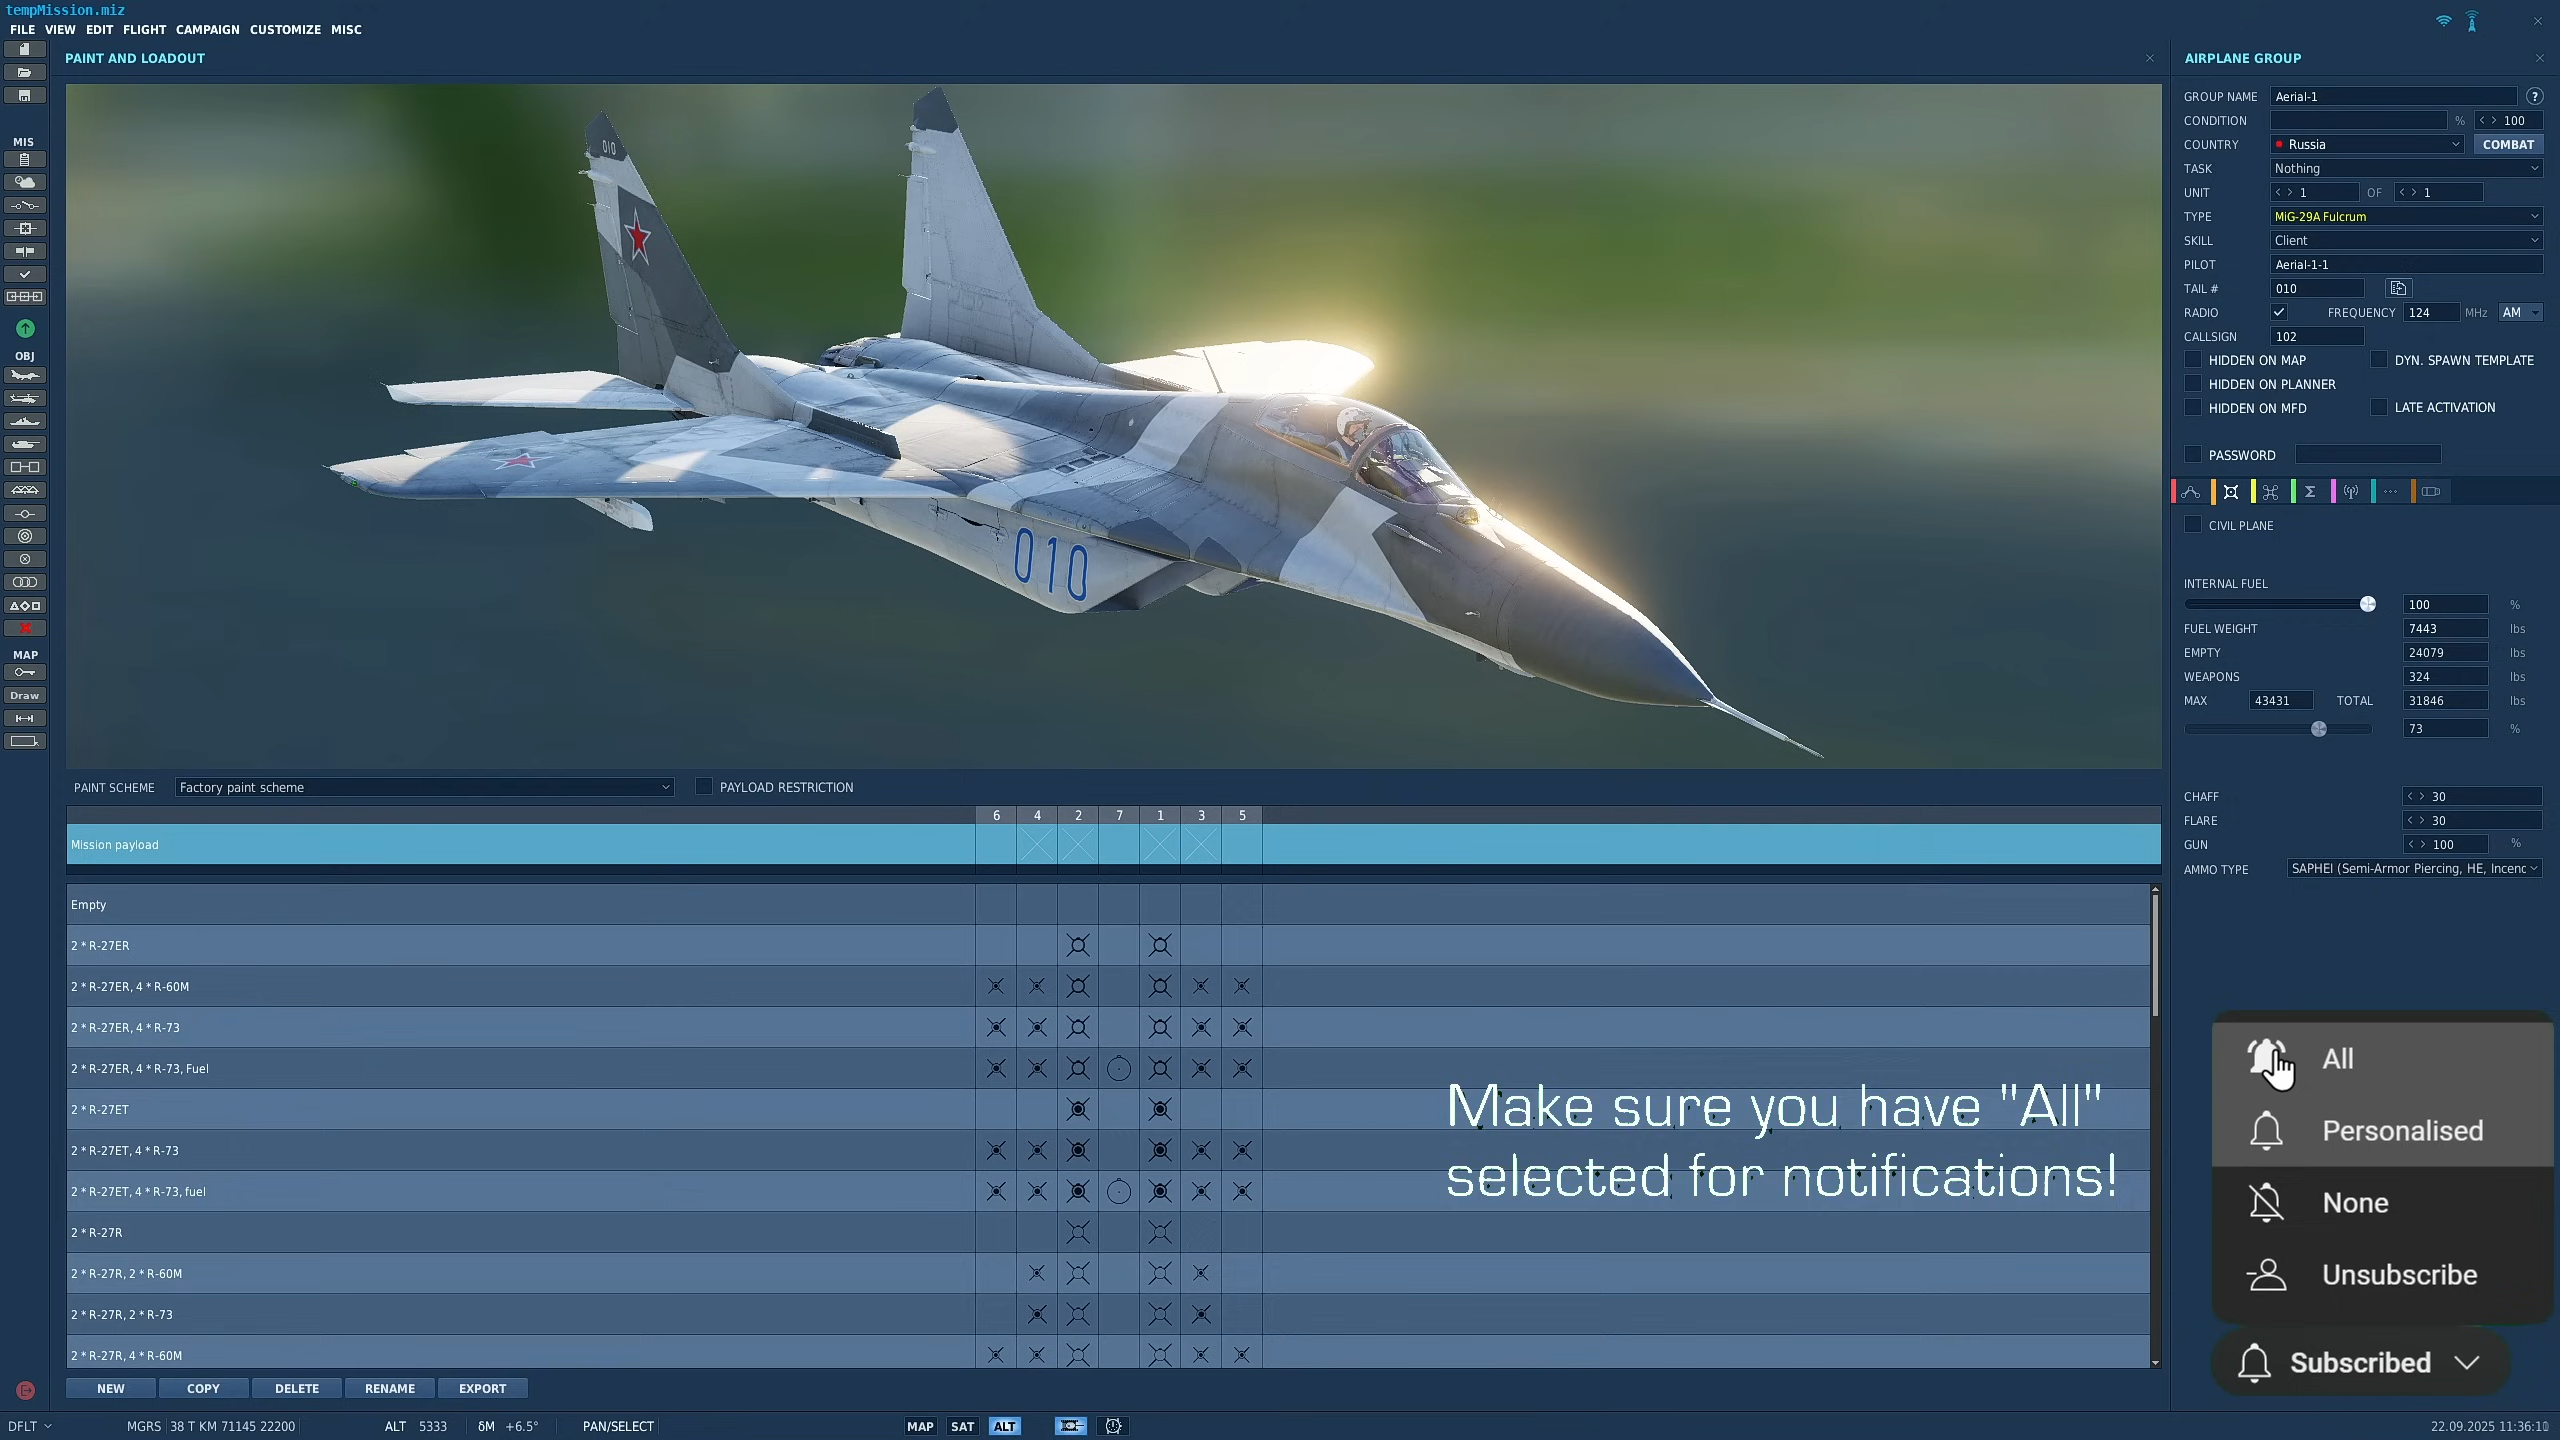 tempMission.miz
FILE VIEW EDIT FLIGHT CAMPAIGN CUSTOMIZE MISC
PAINT AND LOADOUT
AIRPLANE GROUP
GROUP NAME Aerial-1 ?
CONDITION % < > 100
COUNTRY Russia COMBAT
TASK Nothing
UNIT < > 1 OF < > 1
TYPE MiG-29A Fulcrum
SKILL Client
PILOT Aerial-1-1
TAIL # 010
RADIO FREQUENCY 124 MHz AM
CALLSIGN 102
HIDDEN ON MAP DYN. SPAWN TEMPLATE
HIDDEN ON PLANNER
HIDDEN ON MFD LATE ACTIVATION
PASSWORD
CIVIL PLANE
INTERNAL FUEL
100 %
FUEL WEIGHT 7443 lbs
EMPTY 24079 lbs
WEAPONS 324 lbs
MAX 43431 TOTAL 31846 lbs
73 %
CHAFF < > 30
FLARE < > 30
GUN < > 100 %
AMMO TYPE SAPHEI (Semi-Armor Piercing, HE, Incenc
MIS
OBJ
MAP
Draw
010
010
PAINT SCHEME Factory paint scheme PAYLOAD RESTRICTION
6 4 2 7 1 3 5
Mission payload
Empty
2 * R-27ER
2 * R-27ER, 4 * R-60M
2 * R-27ER, 4 * R-73
2 * R-27ER, 4 * R-73, Fuel
2 * R-27ET
2 * R-27ET, 4 * R-73
2 * R-27ET, 4 * R-73, fuel
2 * R-27R
2 * R-27R, 2 * R-60M
2 * R-27R, 2 * R-73
2 * R-27R, 4 * R-60M
Make sure you have "All"
selected for notifications!
All
Personalised
None
Unsubscribe
Subscribed
NEW COPY DELETE RENAME EXPORT
DFLT MGRS 38 T KM 71145 22200 ALT 5333 δM +6.5° PAN/SELECT MAP SAT ALT 22.09.2025